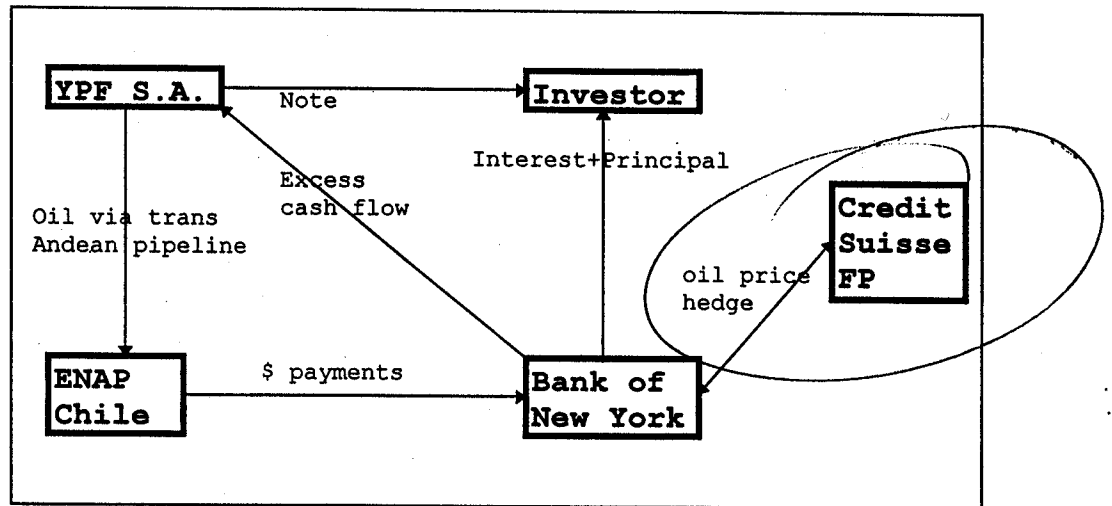 YPF S.A.
Note
Investor
Interest+Principal
Excess
cash flow
Oil via trans
Andean pipeline
Credit
Suisse
FP
oil price
hedge
ENAP
Chile
$ payments
Bank of
New York